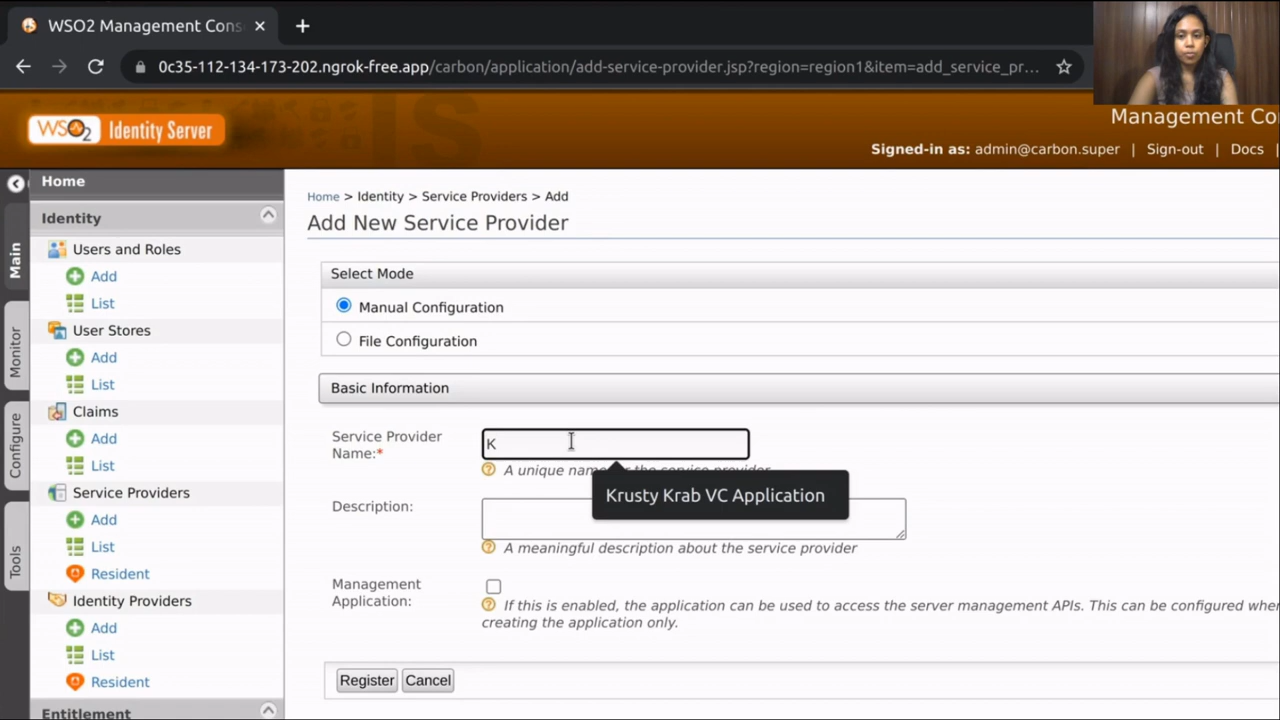 WSO2 Management Cons
0c35-112-134-173-202.ngrok-free.app/carbon/application/add-service-provider.jsp?region=region1&item=add_service_pr...
WSO2 Identity Server
Management Co
Signed-in as: admin@carbon.super | Sign-out | Docs |
Main
Monitor
Configure
Tools
Home
Identity
Users and Roles
Add
List
User Stores
Add
List
Claims
Add
List
Service Providers
Add
List
Resident
Identity Providers
Add
List
Resident
Entitlement
Home > Identity > Service Providers > Add
Add New Service Provider
Select Mode
Manual Configuration
File Configuration
Basic Information
Service Provider
Name:*
K
A unique name for the service provider
Krusty Krab VC Application
Description:
A meaningful description about the service provider
Management
Application:
If this is enabled, the application can be used to access the server management APIs. This can be configured when
creating the application only.
Register Cancel